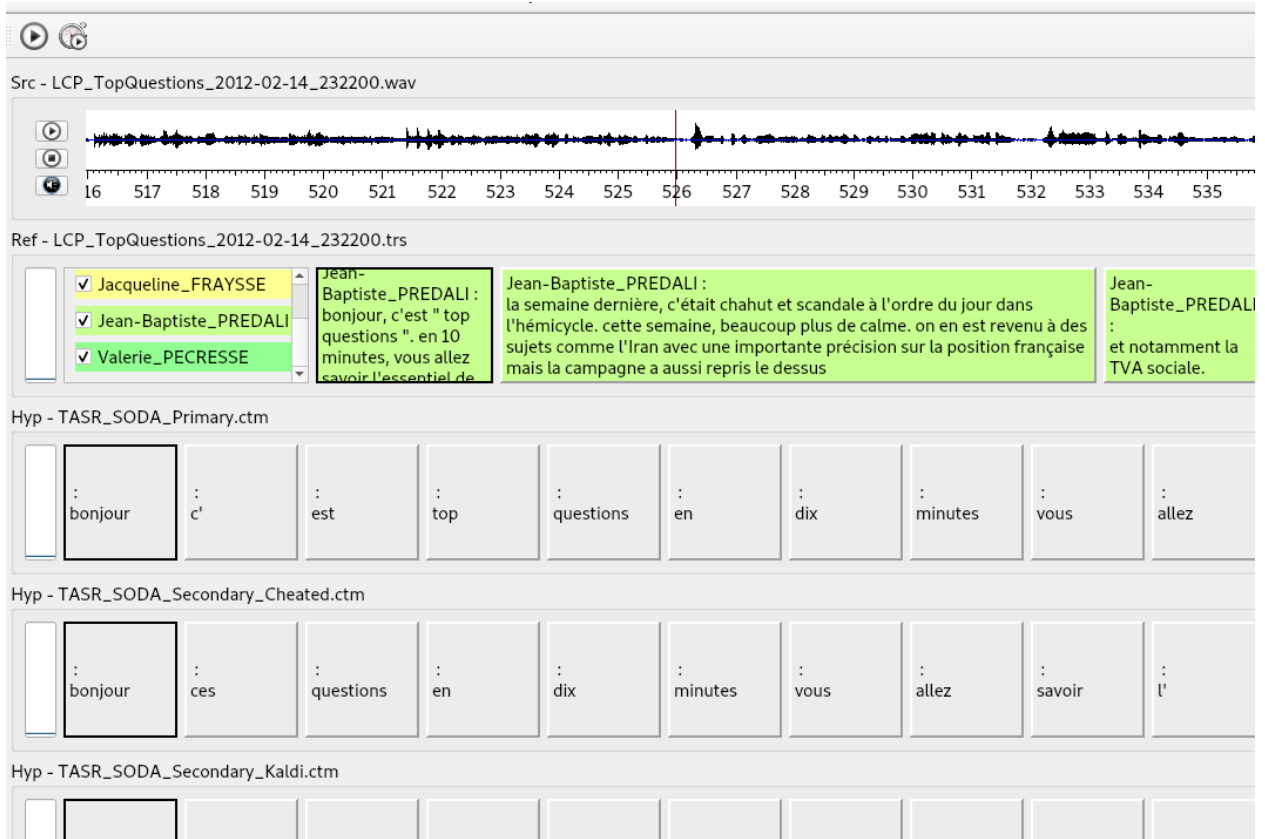 Src - LCP_TopQuestions_2012-02-14_232200.wav
16 517 518 519 520 521 522 523 524 525 526 527 528 529 530 531 532 533 534 535
Ref - LCP_TopQuestions_2012-02-14_232200.trs
Jacqueline_FRAYSSE
Jean-Baptiste_PREDALI
Valerie_PECRESSE
Jean-
Baptiste_PREDALI :
bonjour, c'est " top
questions ". en 10
minutes, vous allez
savoir l'essentiel de
Jean-Baptiste_PREDALI :
la semaine dernière, c'était chahut et scandale à l'ordre du jour dans
l'hémicycle. cette semaine, beaucoup plus de calme. on en est revenu à des
sujets comme l'Iran avec une importante précision sur la position française
mais la campagne a aussi repris le dessus
Jean-
Baptiste_PREDALI
:
et notamment la
TVA sociale.
Hyp - TASR_SODA_Primary.ctm
: : : : : : : : : :
bonjour c' est top questions en dix minutes vous allez
Hyp - TASR_SODA_Secondary_Cheated.ctm
: : : : : : : : : :
bonjour ces questions en dix minutes vous allez savoir l'
Hyp - TASR_SODA_Secondary_Kaldi.ctm